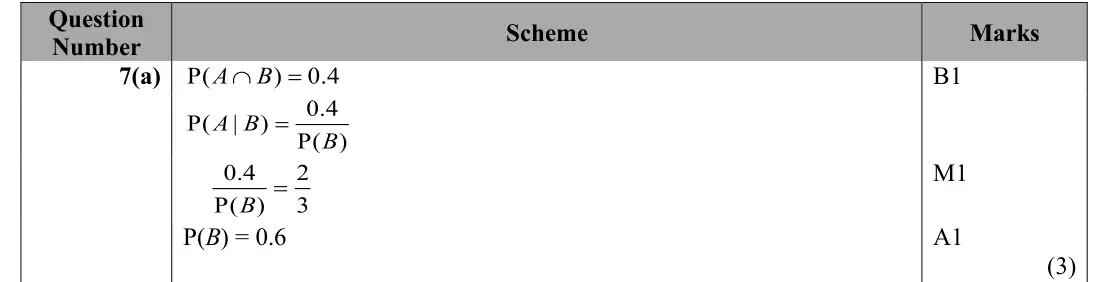 Question Number Scheme Marks
7(a) P(A ∩ B) = 0.4 B1
P(A | B) = 0.4 / P(B)
0.4 / P(B) = 2 / 3 M1
P(B) = 0.6 A1
(3)